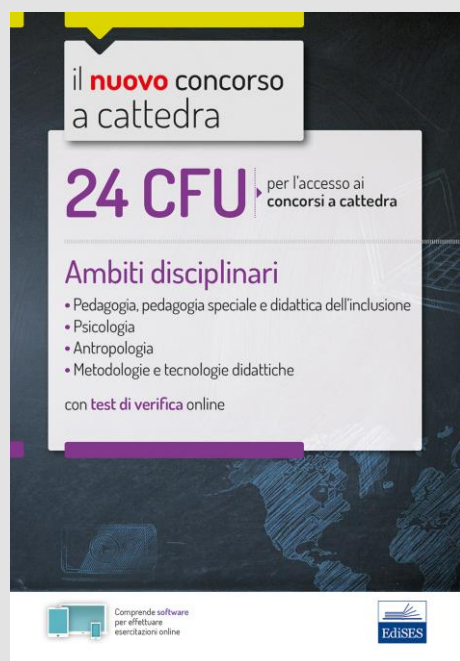 il nuovo concorso
a cattedra
24 CFU
per l'accesso ai
concorsi a cattedra
Ambiti disciplinari
• Pedagogia, pedagogia speciale e didattica dell'inclusione
• Psicologia
• Antropologia
• Metodologie e tecnologie didattiche
con test di verifica online
Comprende software
per effettuare
esercitazioni online
EdiSES